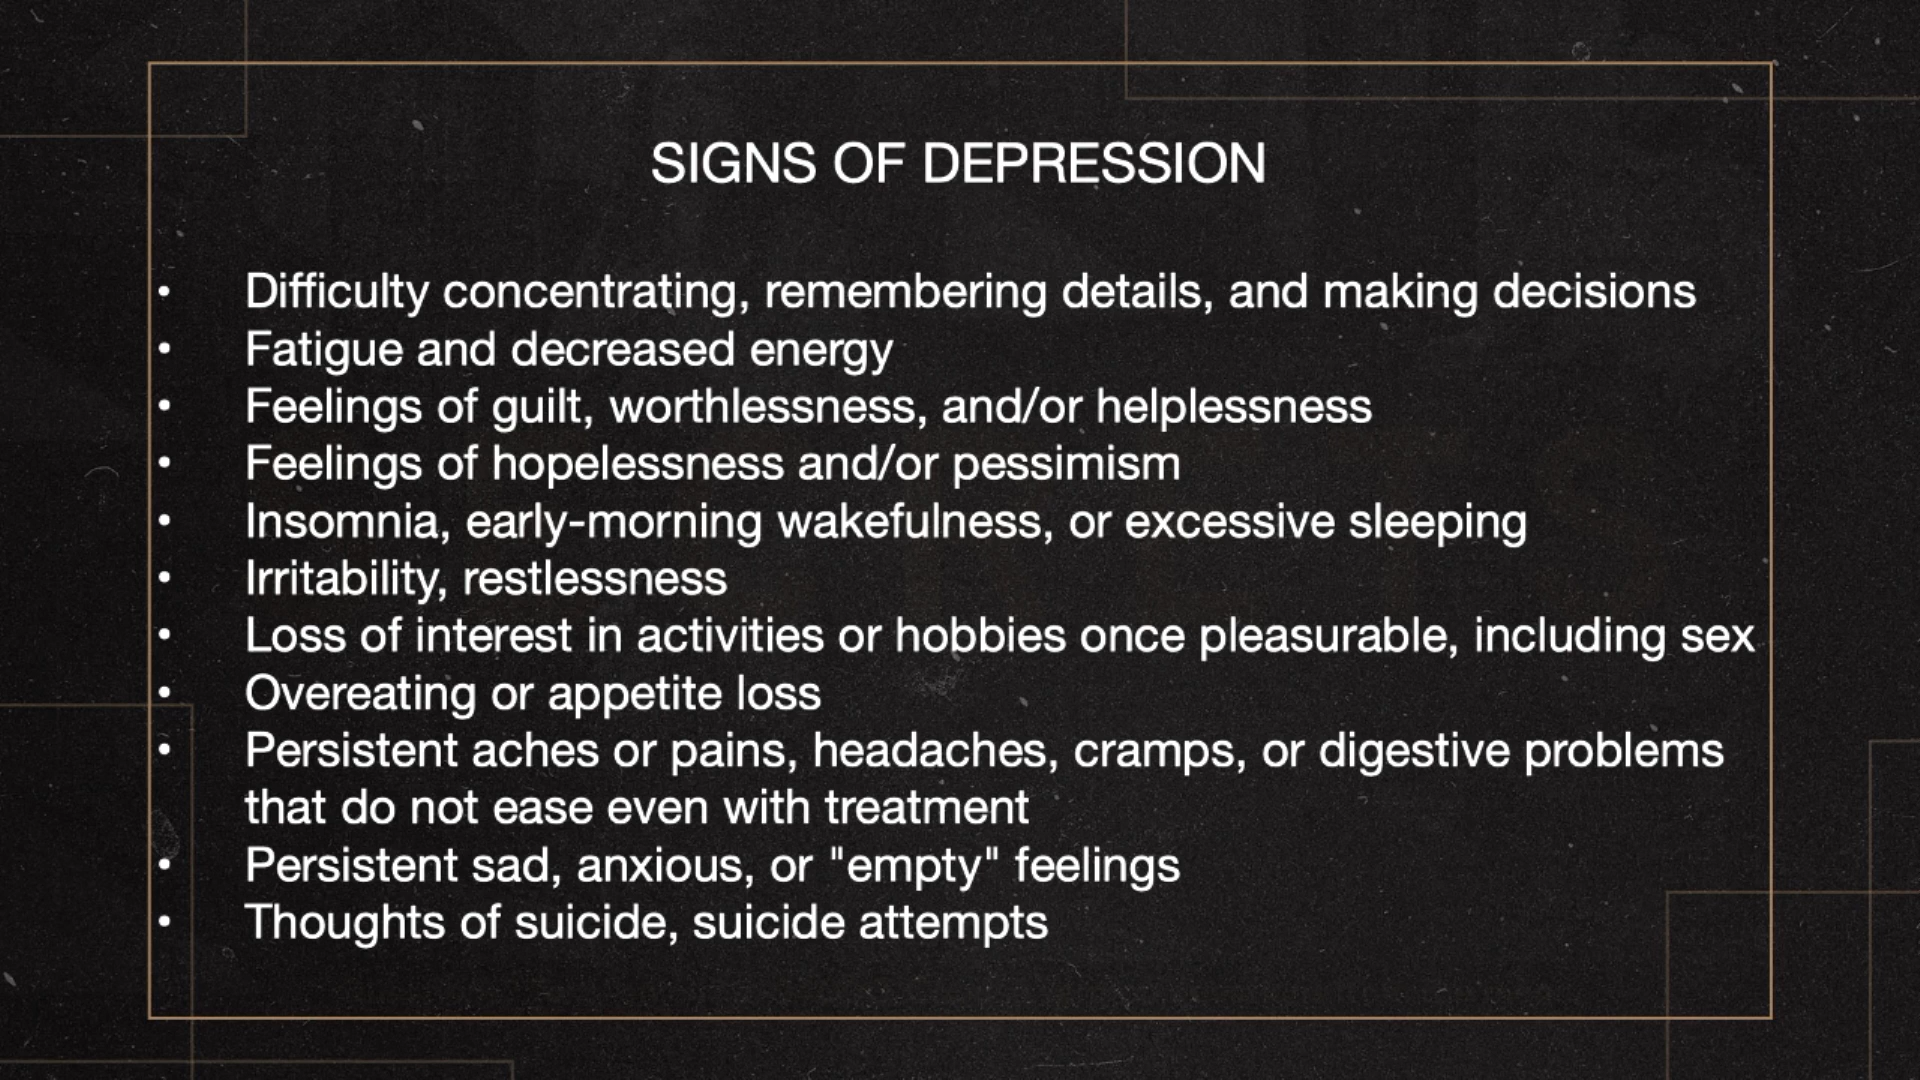 SIGNS OF DEPRESSION
• Difficulty concentrating, remembering details, and making decisions
• Fatigue and decreased energy
• Feelings of guilt, worthlessness, and/or helplessness
• Feelings of hopelessness and/or pessimism
• Insomnia, early-morning wakefulness, or excessive sleeping
• Irritability, restlessness
• Loss of interest in activities or hobbies once pleasurable, including sex
• Overeating or appetite loss
• Persistent aches or pains, headaches, cramps, or digestive problems
that do not ease even with treatment
• Persistent sad, anxious, or "empty" feelings
• Thoughts of suicide, suicide attempts